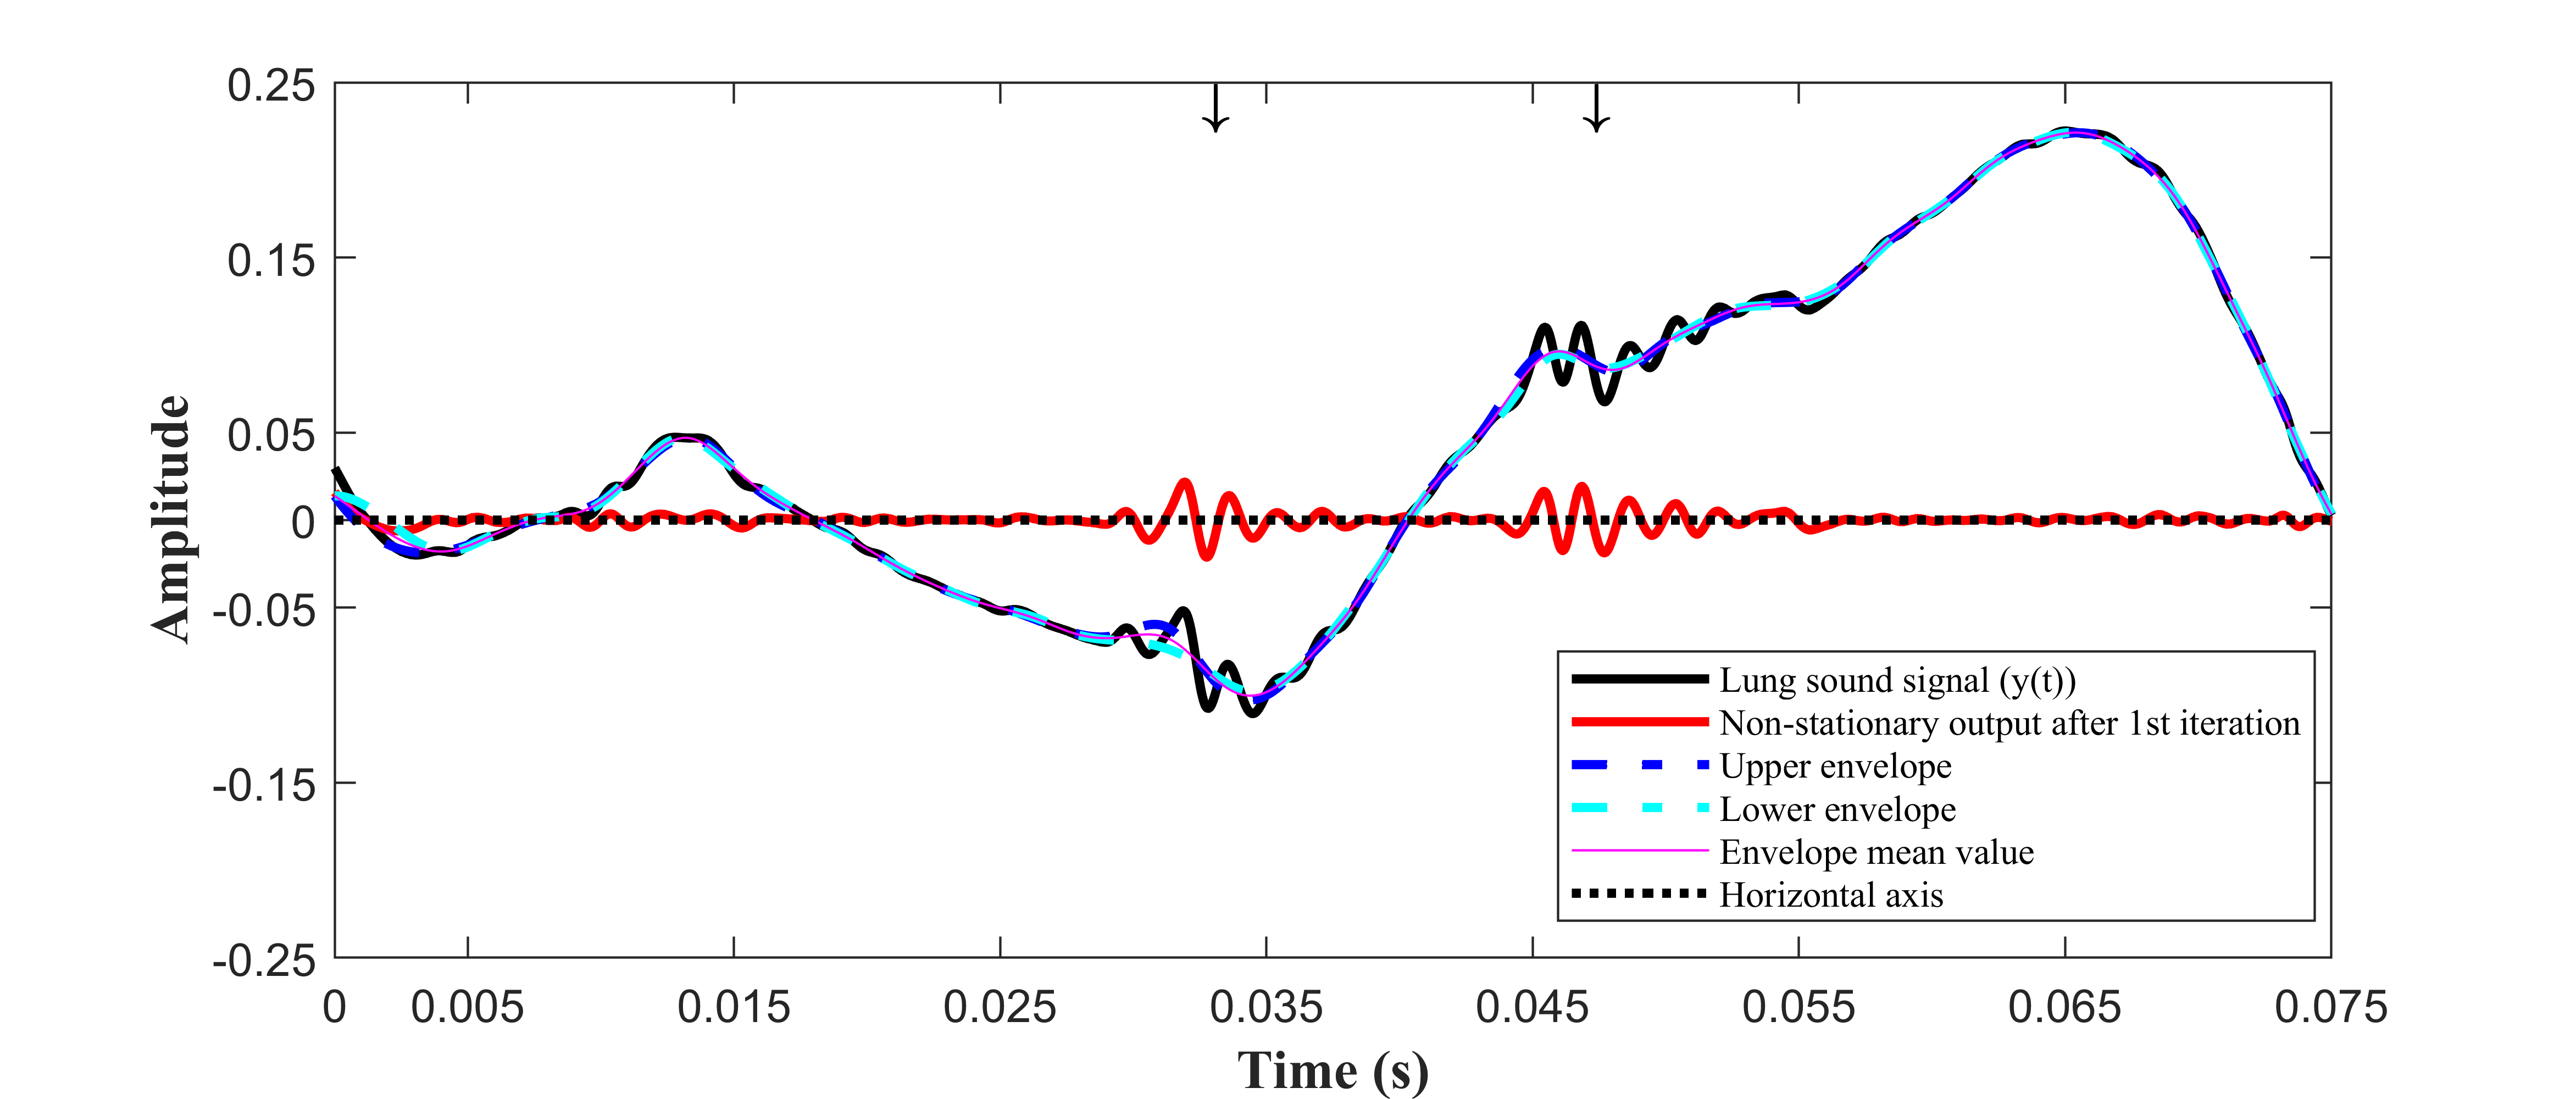 0.25
0.15
0.05
0
-0.05
-0.15
-0.25
Amplitude
Lung sound signal (y(t))
Non-stationary output after 1st iteration
Upper envelope
Lower envelope
Envelope mean value
Horizontal axis
0 0.005 0.015 0.025 0.035 0.045 0.055 0.065 0.075
Time (s)